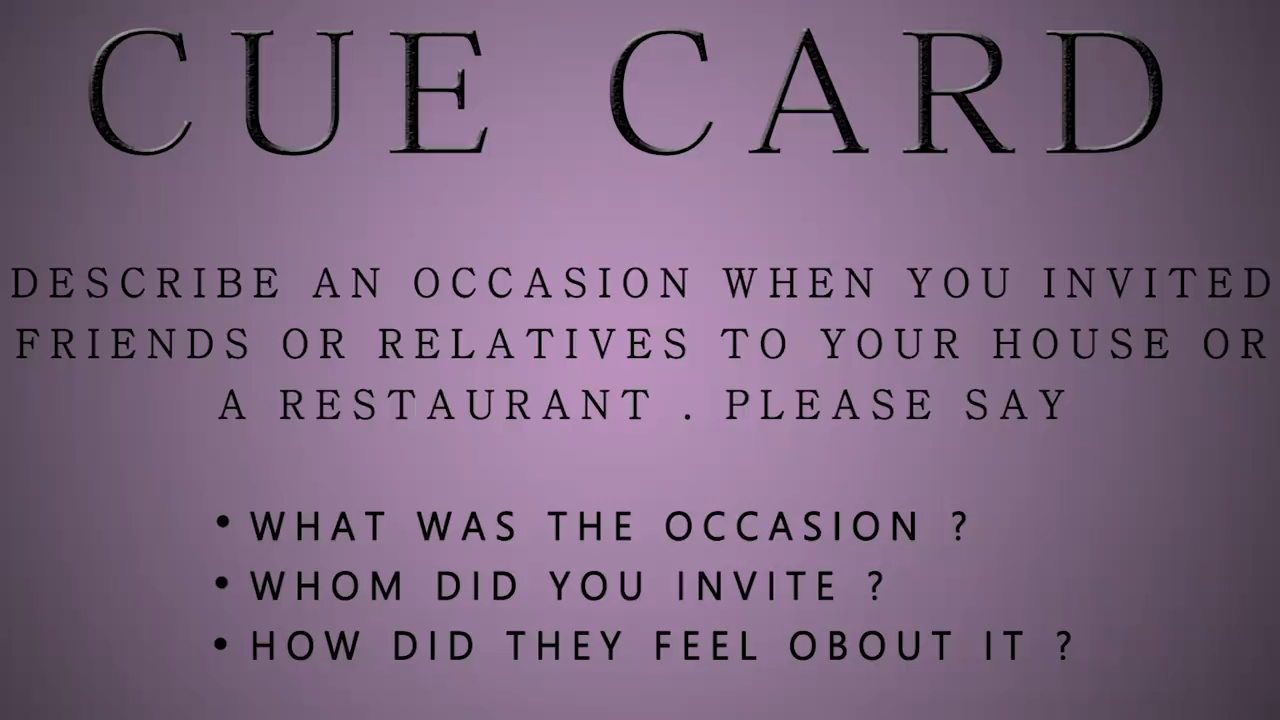 CUE CARD
DESCRIBE AN OCCASION WHEN YOU INVITED
FRIENDS OR RELATIVES TO YOUR HOUSE OR
A RESTAURANT . PLEASE SAY
• WHAT WAS THE OCCASION ?
• WHOM DID YOU INVITE ?
• HOW DID THEY FEEL OBOUT IT ?